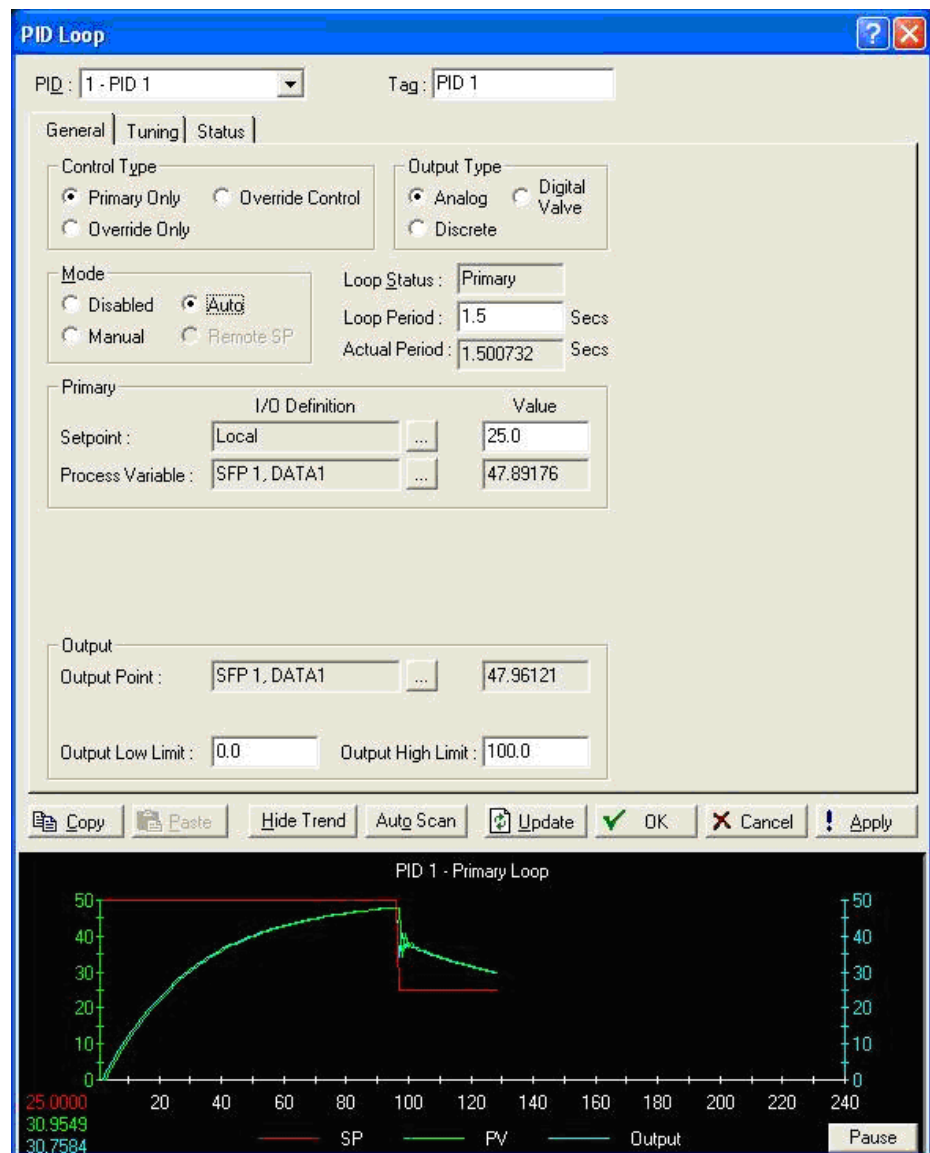 PID Loop
PID : 1 - PID 1 Tag : PID 1
General Tuning Status
Control Type
Primary Only Override Control
Override Only
Output Type
Analog Digital Valve
Discrete
Mode
Disabled Auto
Manual Remote SP
Loop Status : Primary
Loop Period : 1.5 Secs
Actual Period : 1.500732 Secs
Primary
I/O Definition Value
Setpoint : Local ... 25.0
Process Variable : SFP 1, DATA1 ... 47.89176
Output
Output Point : SFP 1, DATA1 ... 47.96121
Output Low Limit : 0.0 Output High Limit : 100.0
Copy Paste Hide Trend Auto Scan Update OK Cancel ! Apply
PID 1 - Primary Loop
50 50
40 40
30 30
20 20
10 10
0 0
20 40 60 80 100 120 140 160 180 200 220 240
25.0000
30.9549
30.7584
SP PV Output
Pause